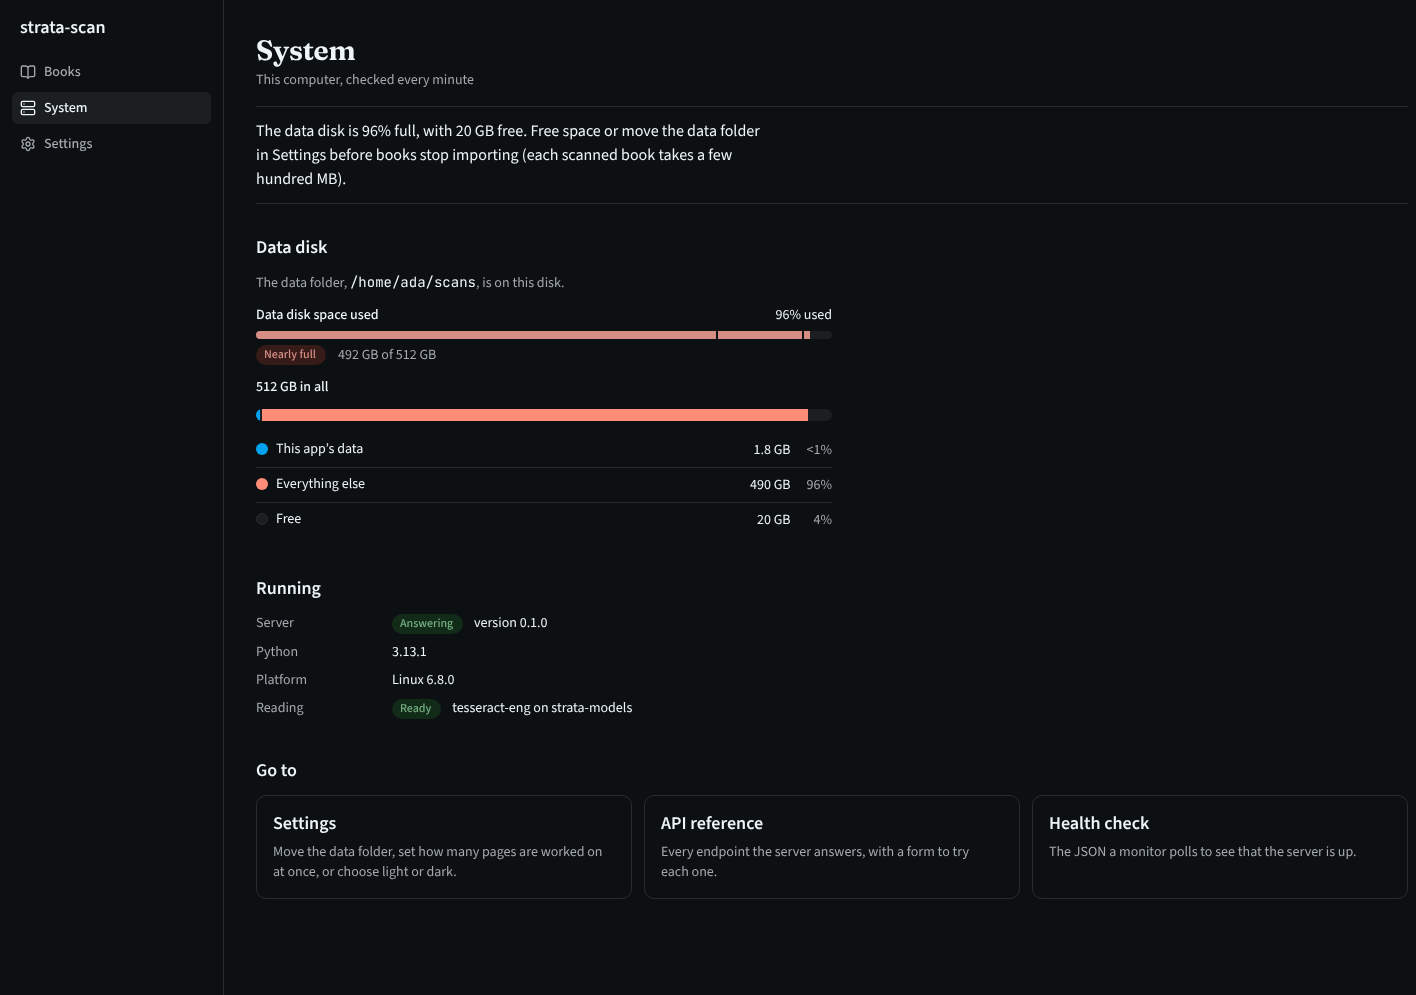 strata-scan
Books
System
Settings
System
This computer, checked every minute
The data disk is 96% full, with 20 GB free. Free space or move the data folder
in Settings before books stop importing (each scanned book takes a few
hundred MB).
Data disk
The data folder, /home/ada/scans, is on this disk.
Data disk space used 96% used
Nearly full 492 GB of 512 GB
512 GB in all
This app’s data 1.8 GB <1%
Everything else 490 GB 96%
Free 20 GB 4%
Running
Server Answering version 0.1.0
Python 3.13.1
Platform Linux 6.8.0
Reading Ready tesseract-eng on strata-models
Go to
Settings
Move the data folder, set how many pages are worked on
at once, or choose light or dark.
API reference
Every endpoint the server answers, with a form to try
each one.
Health check
The JSON a monitor polls to see that the server is up.